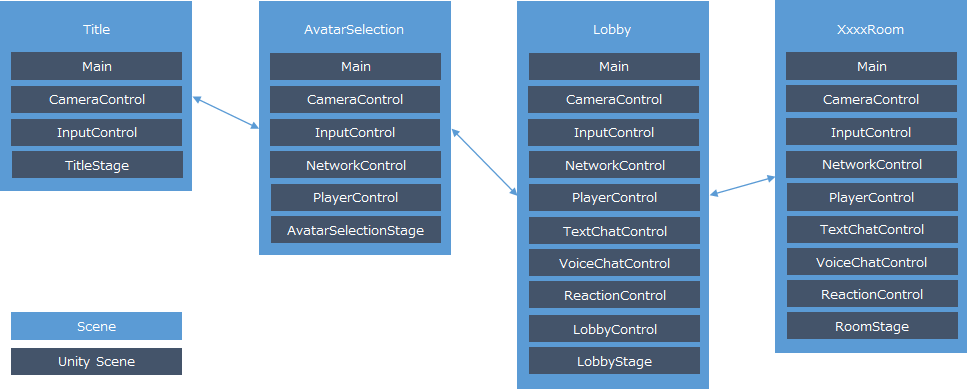 Title
Main
CameraControl
InputControl
TitleStage
AvatarSelection
Main
CameraControl
InputControl
NetworkControl
PlayerControl
AvatarSelectionStage
Lobby
Main
CameraControl
InputControl
NetworkControl
PlayerControl
TextChatControl
VoiceChatControl
ReactionControl
LobbyControl
LobbyStage
XxxxRoom
Main
CameraControl
InputControl
NetworkControl
PlayerControl
TextChatControl
VoiceChatControl
ReactionControl
RoomStage
Scene
Unity Scene